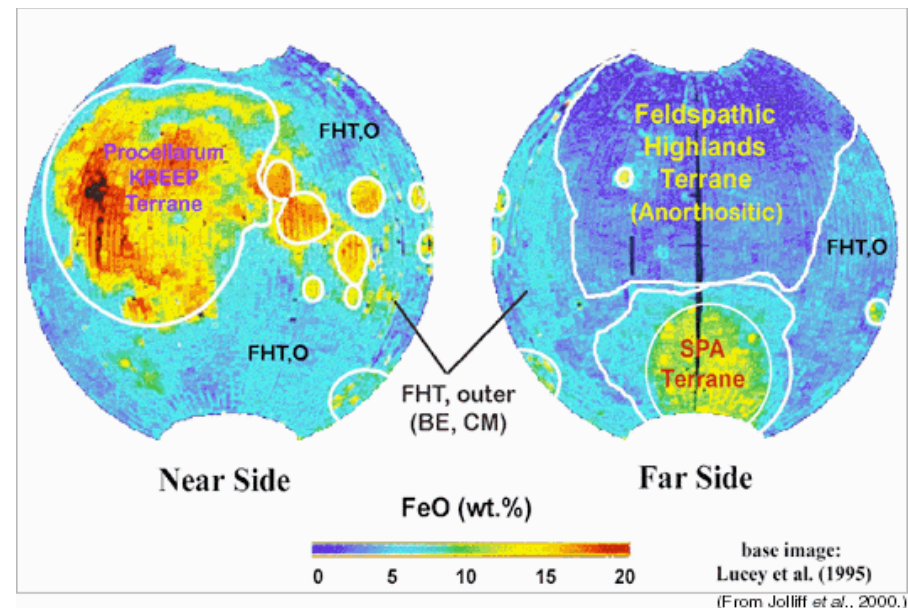 FHT,O
Procellarum
KREEP
Terrane
FHT,O
Feldspathic
Highlands
Terrane
(Anorthositic)
FHT,O
SPA
Terrane
FHT, outer
(BE, CM)
Near Side
Far Side
FeO (wt.%)
0 5 10 15 20
base image:
Lucey et al. (1995)
(From Jolliff et al., 2000.)